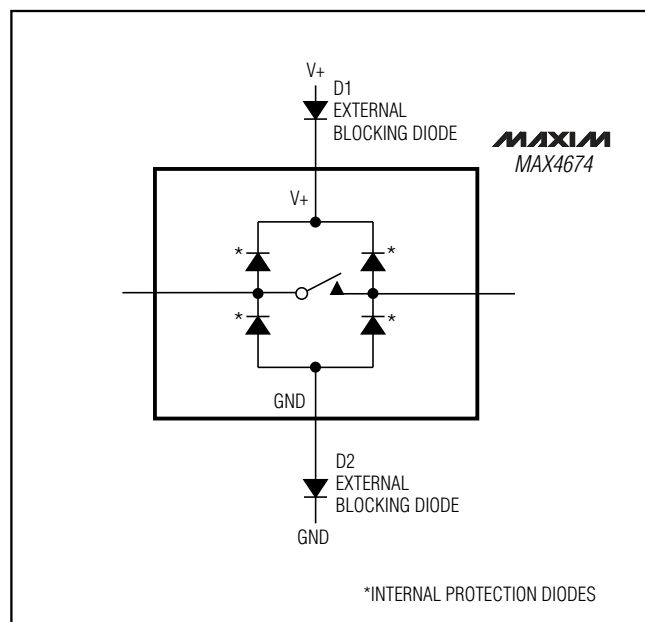 V+
D1
EXTERNAL
BLOCKING DIODE
MAXIM
MAX4674
V+
*
*
*
*
GND
D2
EXTERNAL
BLOCKING DIODE
GND
*INTERNAL PROTECTION DIODES